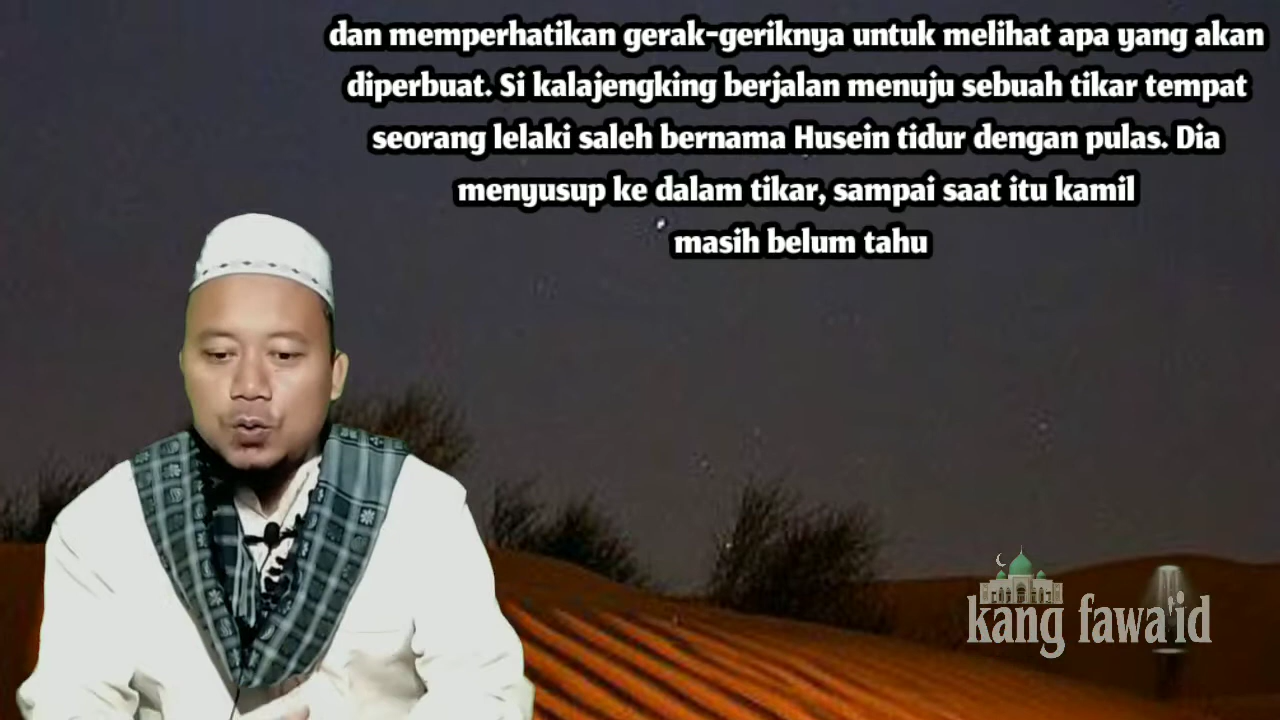 dan memperhatikan gerak-geriknya untuk melihat apa yang akan
diperbuat. Si kalajengking berjalan menuju sebuah tikar tempat
seorang lelaki saleh bernama Husein tidur dengan pulas. Dia
menyusup ke dalam tikar, sampai saat itu kamil
masih belum tahu
kang fawa'id